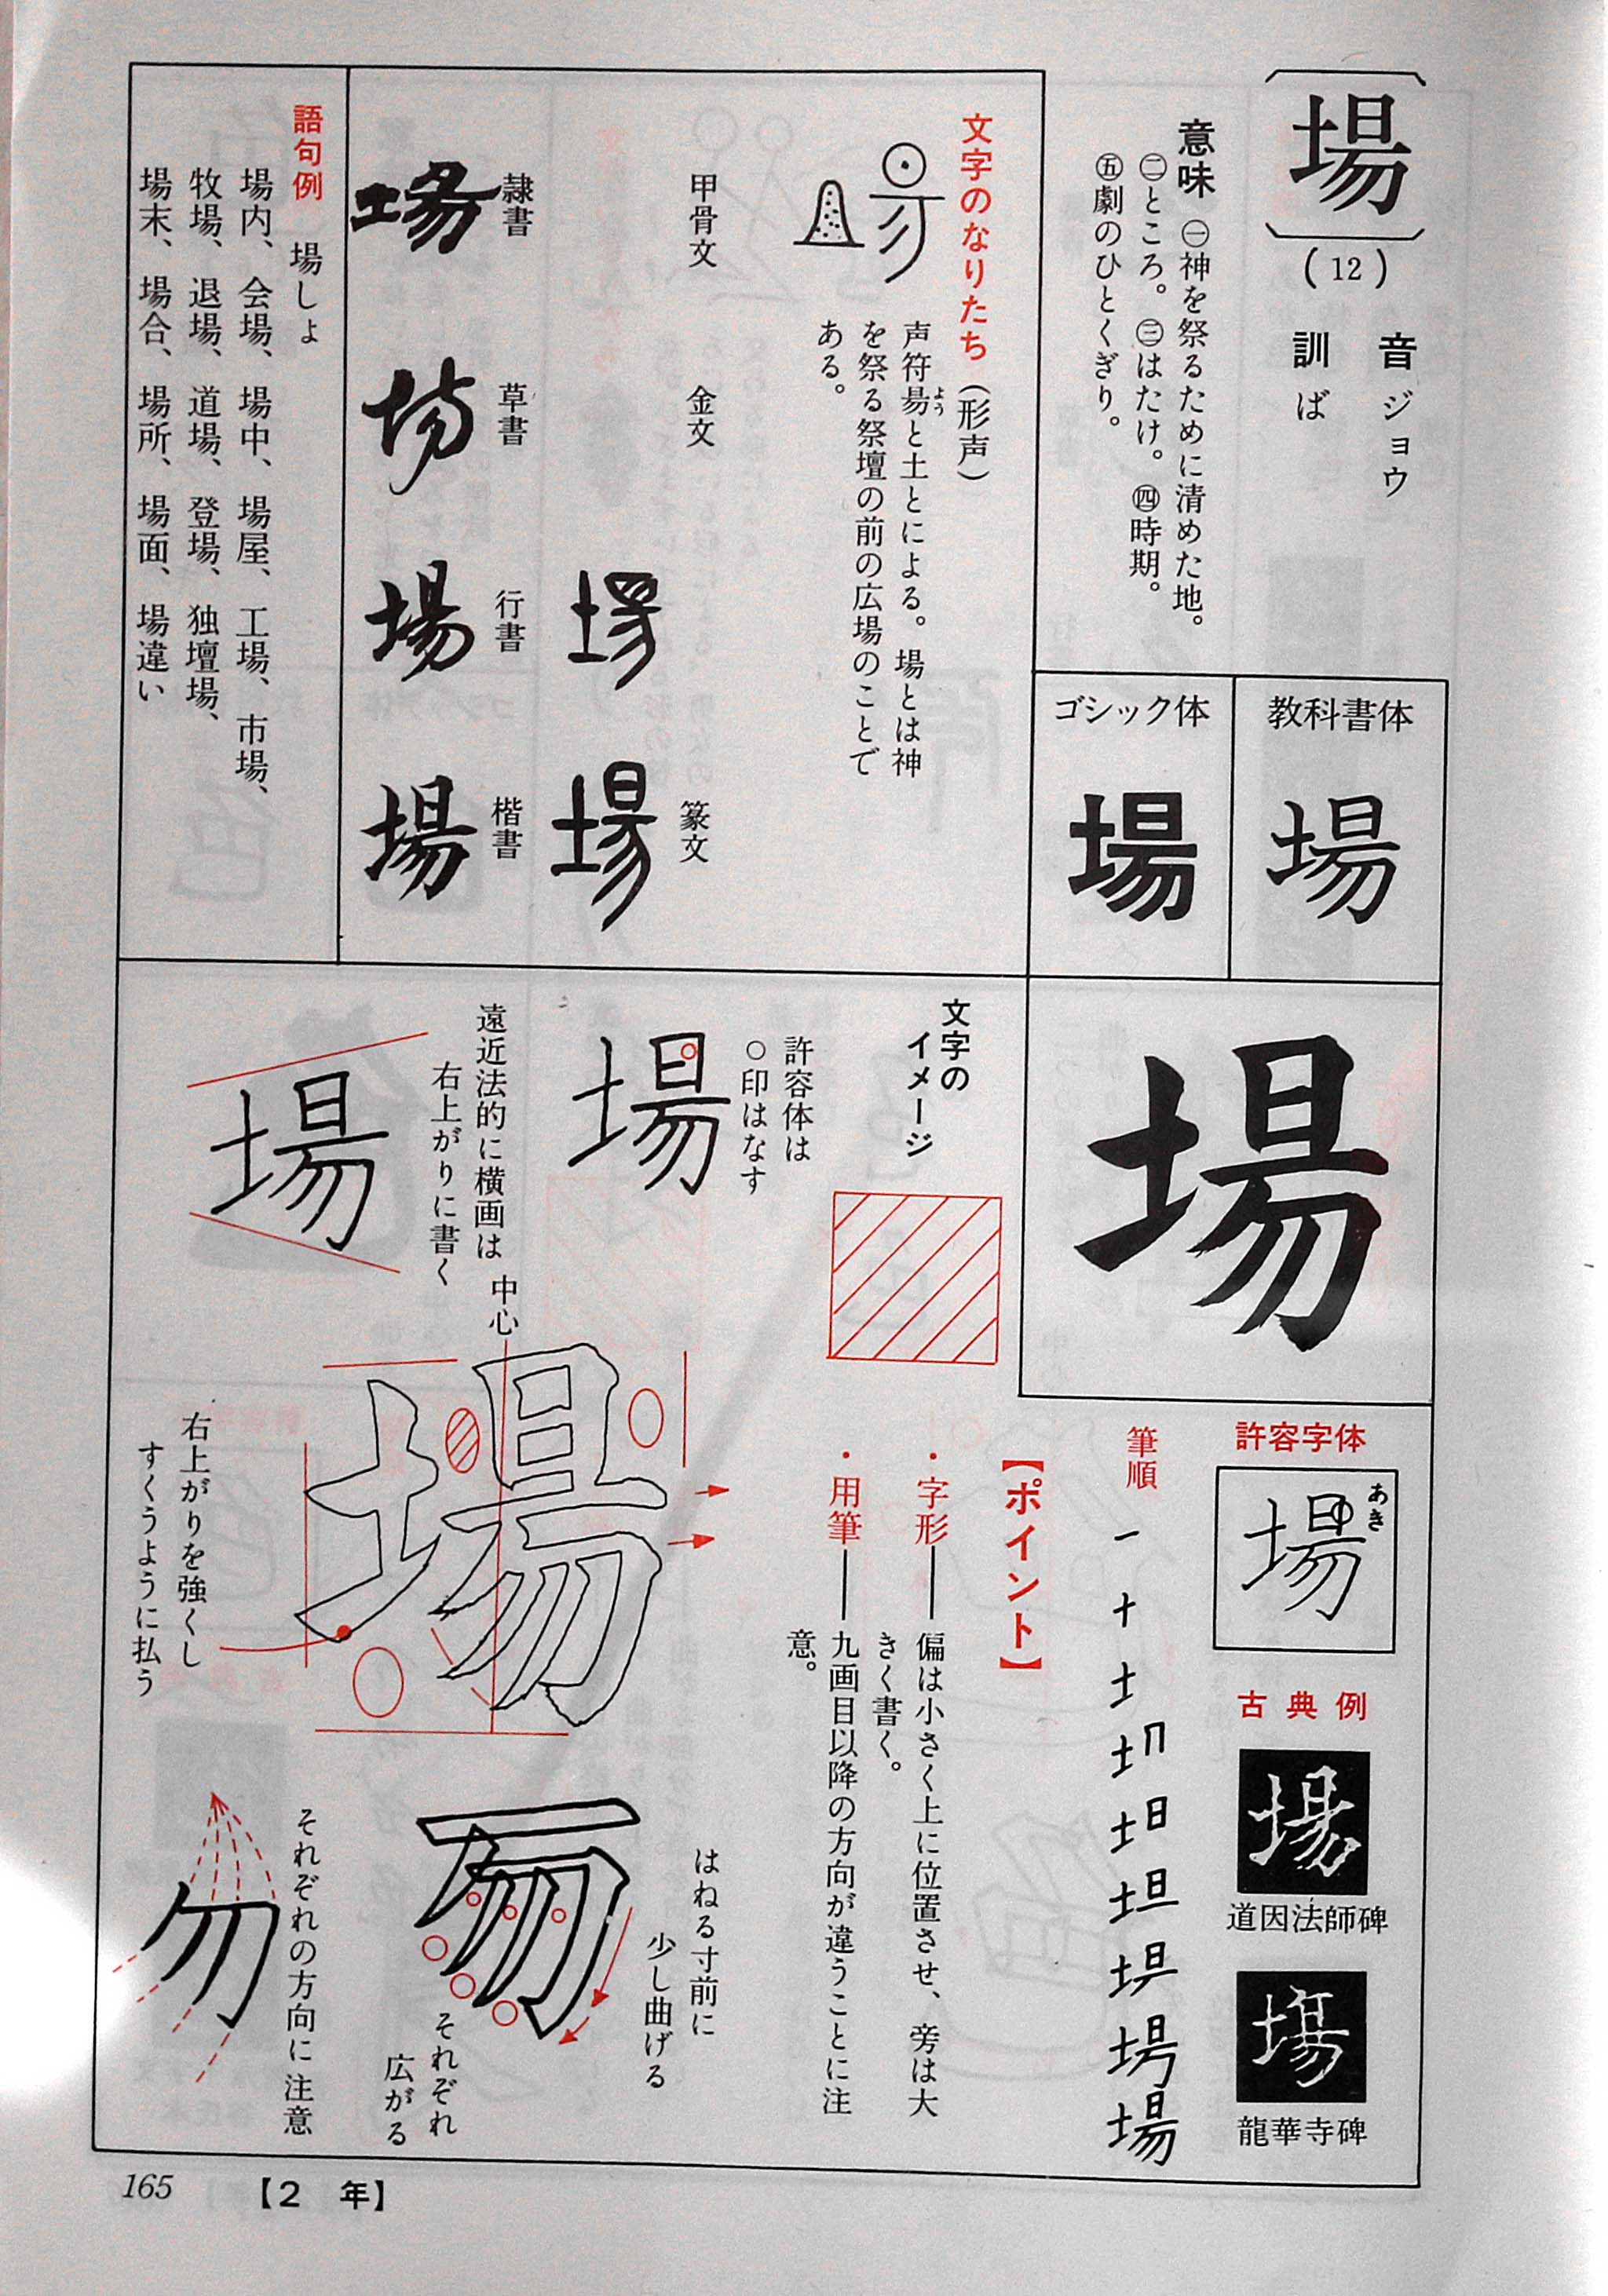 場
(12)
音 ジョウ
訓 ば
意味 ㊀神を祭るために清めた地。
㊁ところ。㊂はたけ。㊃時期。
㊄劇のひとくぎり。
教科書体
場
ゴシック体
場
文字のなりたち（形声）
声符昜と土とによる。場とは神
よう
を祭る祭壇の前の広場のことで
ある。
甲骨文
金文
篆文
場
場
隷書
場
草書
場
行書
場
楷書
場
語句例 場しょ
場内、会場、場中、場屋、工場、市場、
牧場、退場、道場、登場、独壇場、
場末、場合、場所、場面、場違い
場
許容字体
場
あき
古典例
場
道因法師碑
場
龍華寺碑
筆順
一 十 土 場
【ポイント】
・字形――偏は小さく上に位置させ、旁は大
きく書く。
・用筆――九画目以降の方向が違うことに注
意。
文字の
イメージ
許容体は
○印はなす
場
遠近法的に横画は
右上がりに書く
場
中心
場
右上がりを強くし
すくうように払う
はねる寸前に
少し曲げる
それぞれ
広がる
それぞれの方向に注意
勿
165
【2 年】